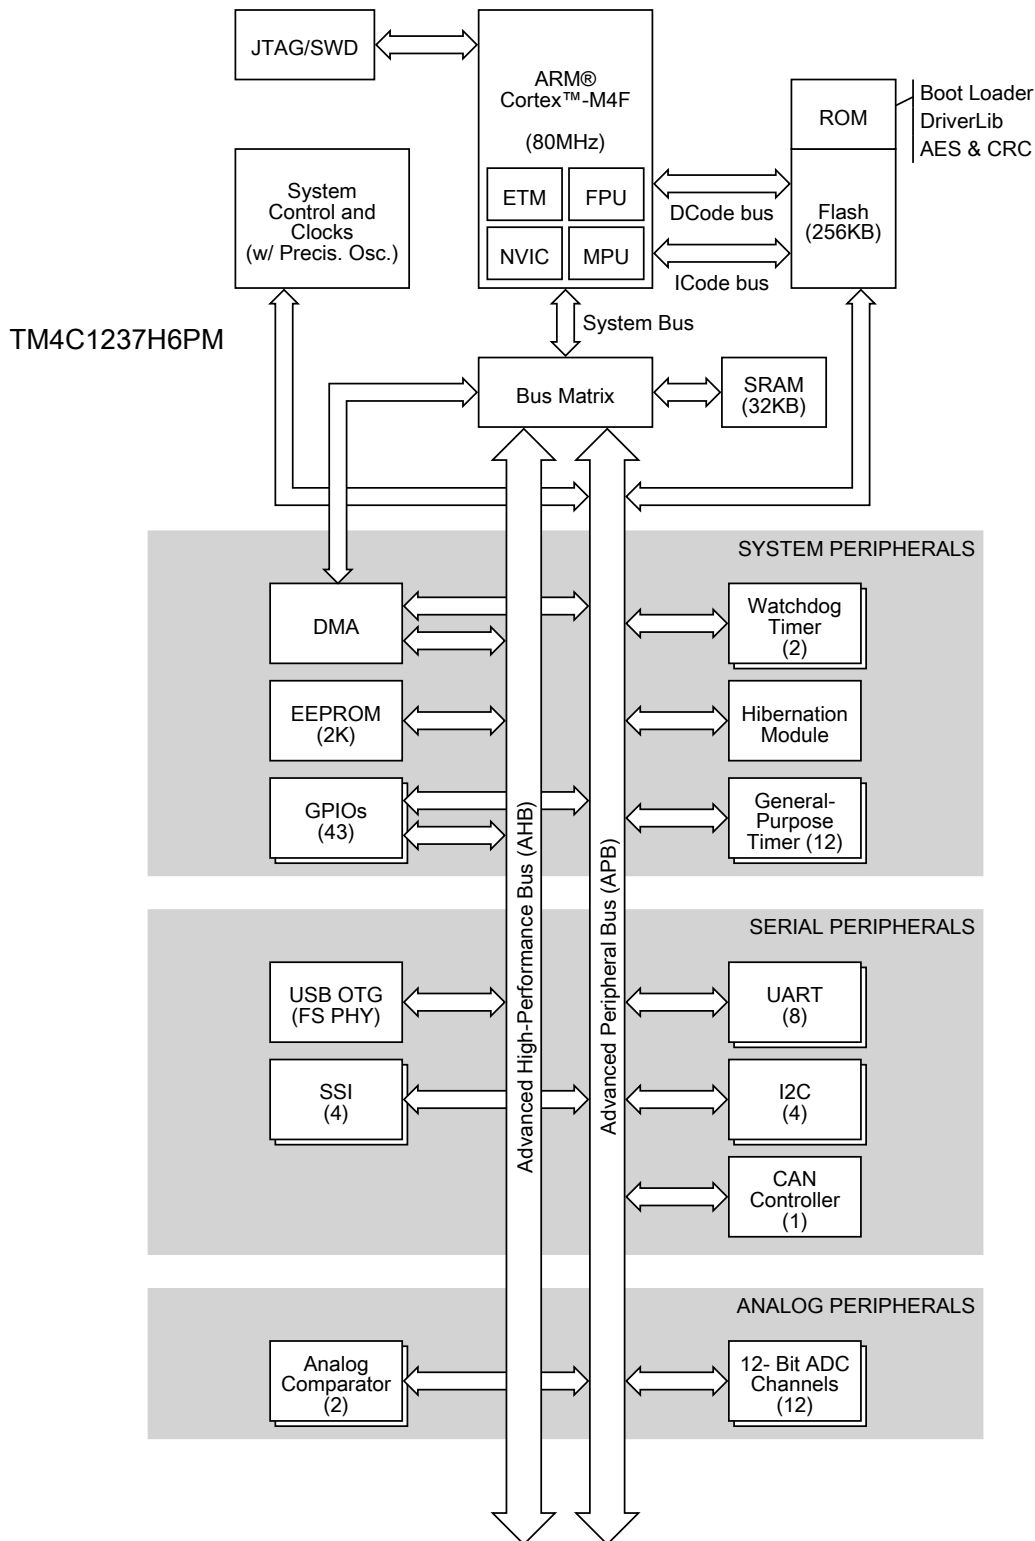 JTAG/SWD
ARM®
Cortex™-M4F
(80MHz)
ETM
FPU
NVIC
MPU
ROM
Boot Loader
DriverLib
AES & CRC
Flash
(256KB)
DCode bus
ICode bus
System
Control and
Clocks
(w/ Precis. Osc.)
TM4C1237H6PM
System Bus
Bus Matrix
SRAM
(32KB)
SYSTEM PERIPHERALS
DMA
Watchdog
Timer
(2)
EEPROM
(2K)
Hibernation
Module
GPIOs
(43)
General-
Purpose
Timer (12)
Advanced High-Performance Bus (AHB)
Advanced Peripheral Bus (APB)
SERIAL PERIPHERALS
USB OTG
(FS PHY)
UART
(8)
SSI
(4)
I2C
(4)
CAN
Controller
(1)
ANALOG PERIPHERALS
Analog
Comparator
(2)
12- Bit ADC
Channels
(12)